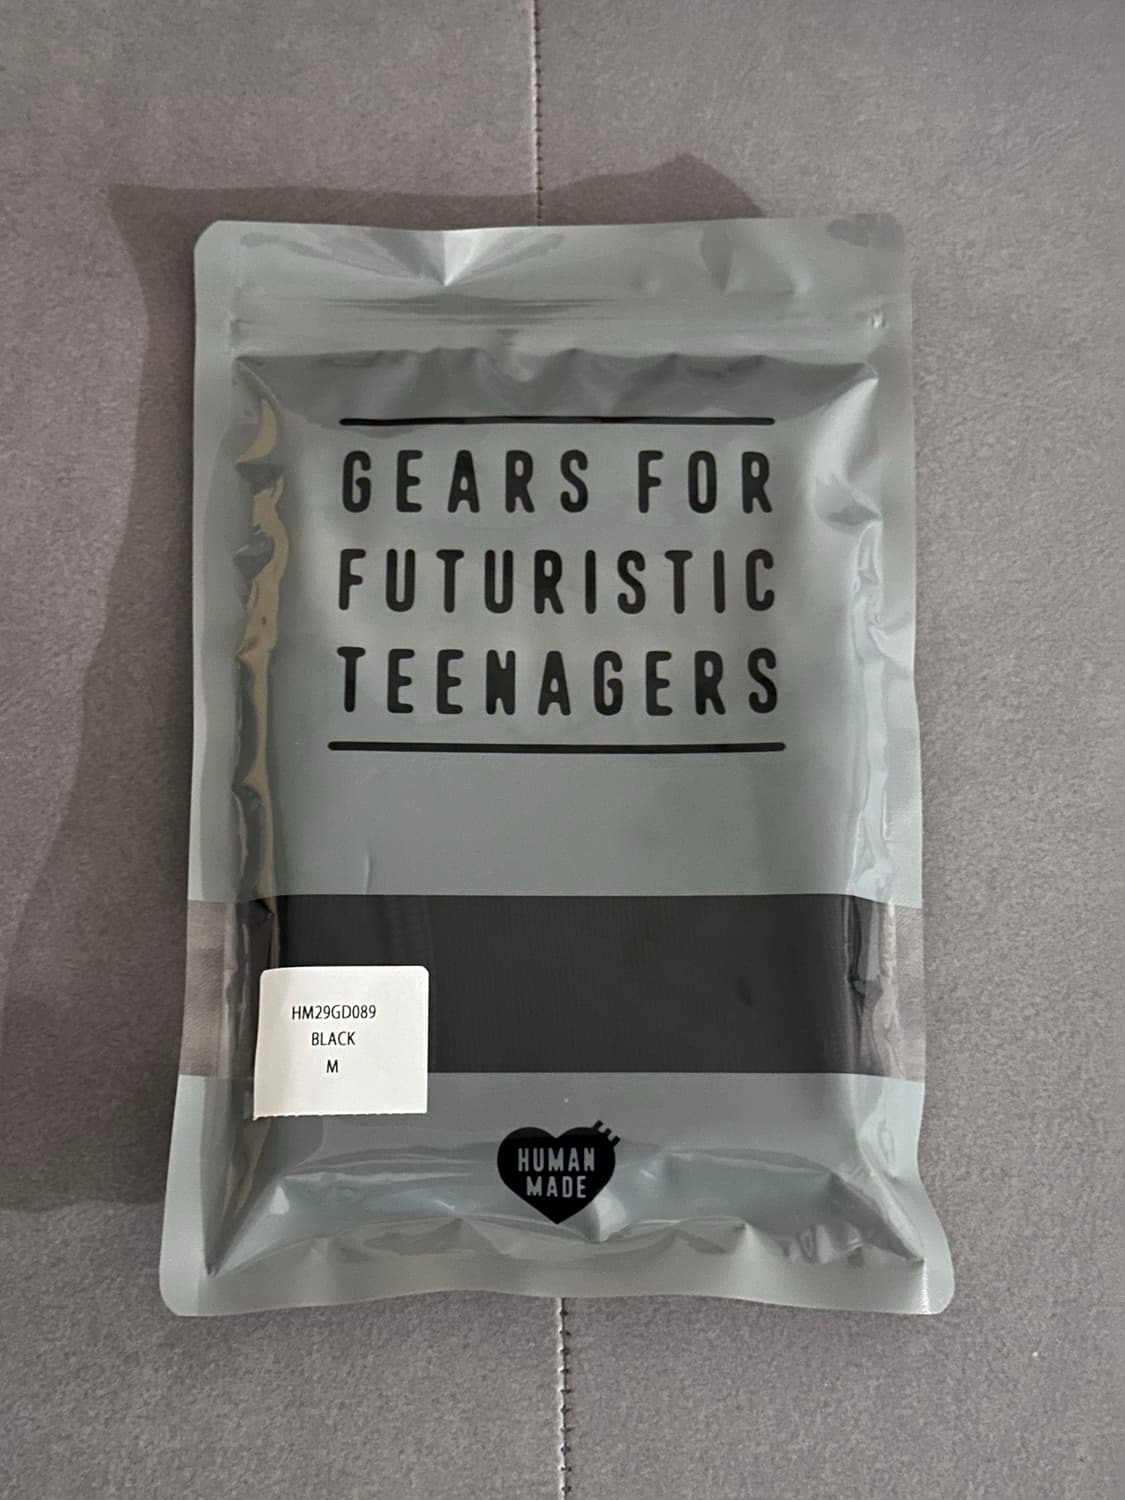 GEARS FOR
FUTURISTIC
TEENAGERS
HM29GD089
BLACK
M
HUMAN
MADE